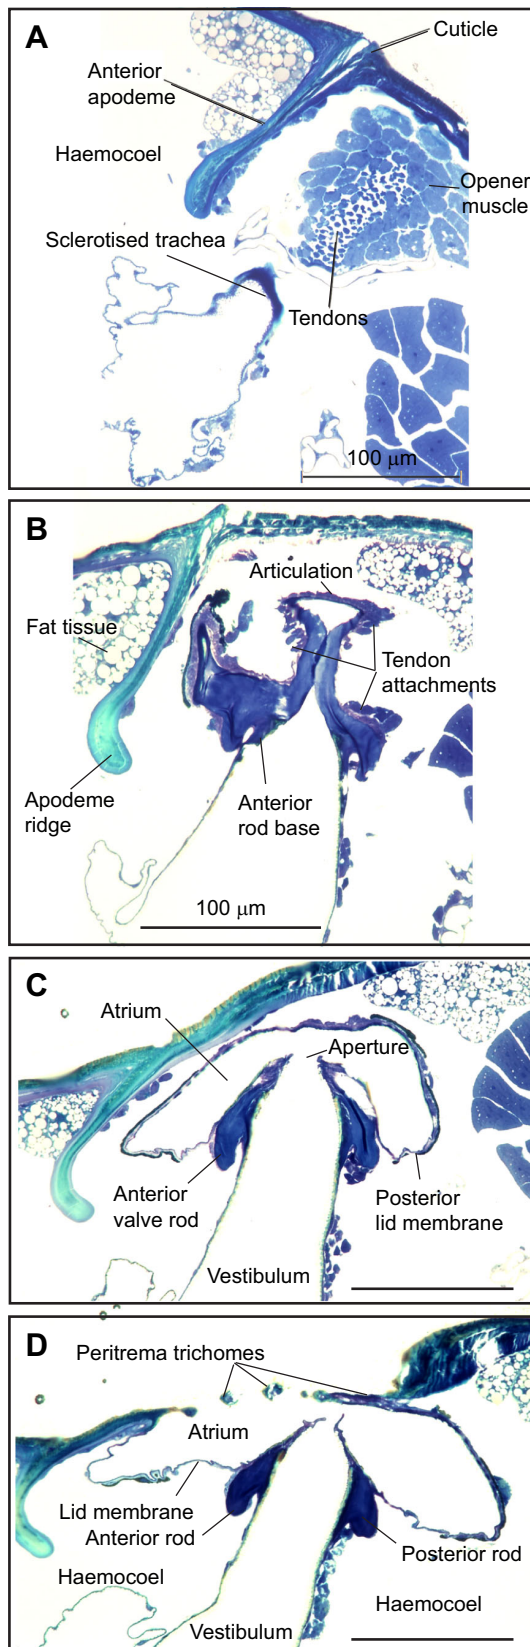 A
Cuticle
Anterior
apodeme
Haemocoel
Opener
muscle
Sclerotised trachea
Tendons
100 μm
B
Articulation
Fat tissue
Tendon
attachments
Apodeme
ridge
Anterior
rod base
100 μm
C
Atrium
Aperture
Anterior
valve rod
Posterior
lid membrane
Vestibulum
D
Peritrema trichomes
Atrium
Lid membrane
Anterior rod
Posterior rod
Haemocoel
Haemocoel
Vestibulum